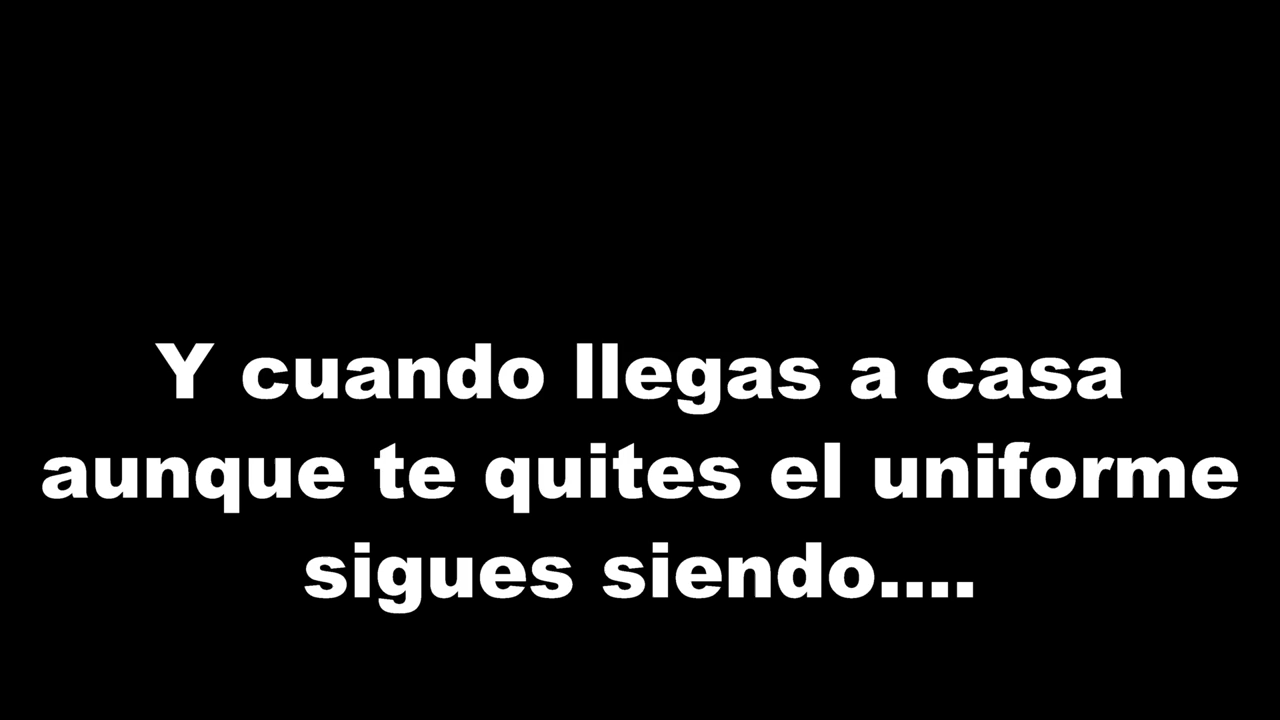 Y cuando llegas a casa
aunque te quites el uniforme
sigues siendo....